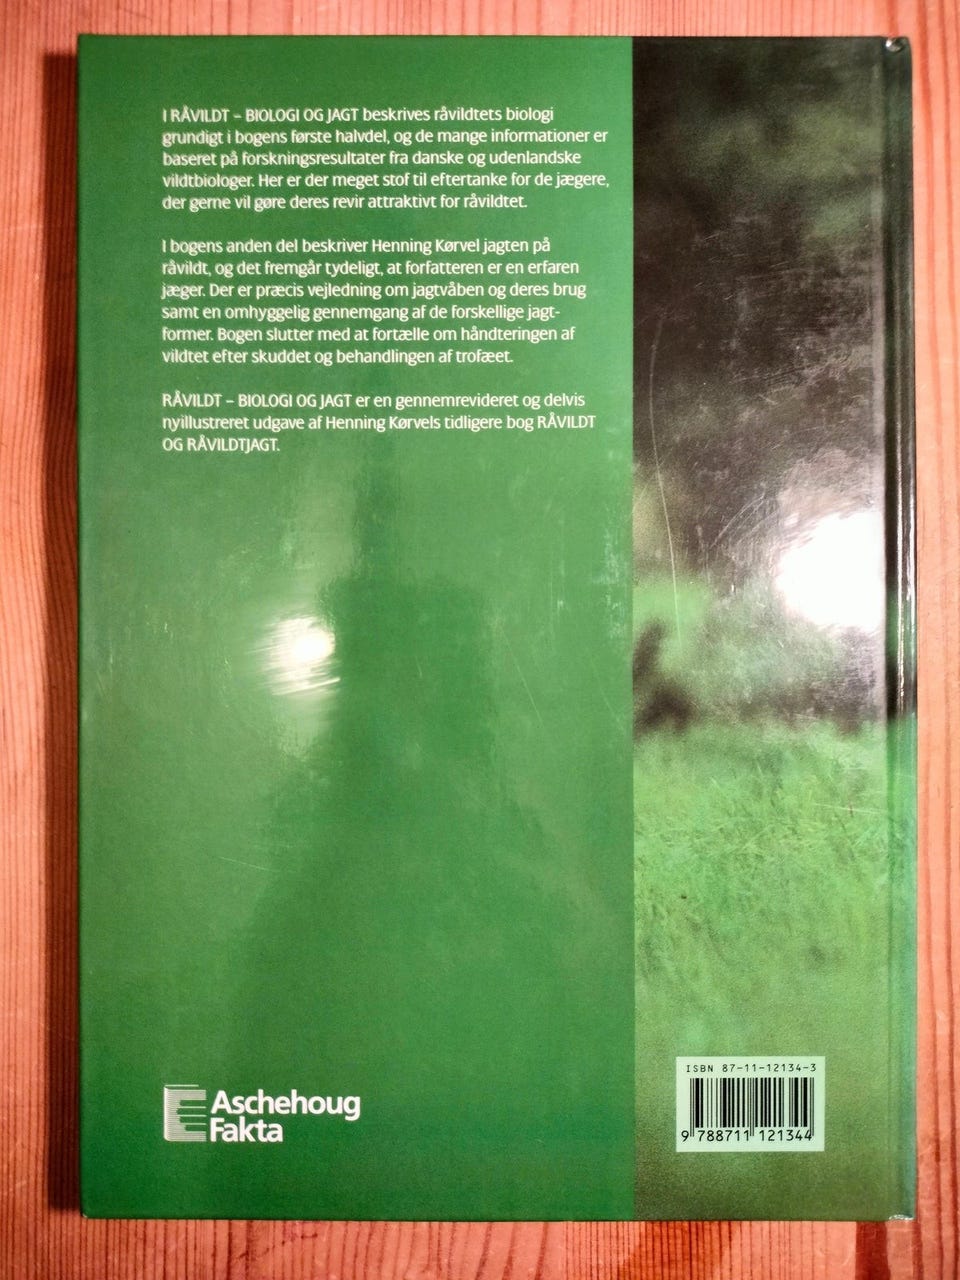 I RÅVILDT – BIOLOGI OG JAGT beskrives råvildtets biologi
grundigt i bogens første halvdel, og de mange informationer er
baseret på forskningsresultater fra danske og udenlandske
vildtbiologer. Her er der meget stof til eftertanke for de jægere,
der gerne vil gøre deres revir attraktivt for råvildtet.
I bogens anden del beskriver Henning Kørvel jagten på
råvildt, og det fremgår tydeligt, at forfatteren er en erfaren
jæger. Der er præcis vejledning om jagtvåben og deres brug
samt en omhyggelig gennemgang af de forskellige jagt-
former. Bogen slutter med at fortælle om håndteringen af
vildtet efter skuddet og behandlingen af trofæet.
RÅVILDT – BIOLOGI OG JAGT er en gennemrevideret og delvis
nyillustreret udgave af Henning Kørvels tidligere bog RÅVILDT
OG RÅVILDTJAGT.
Aschehoug
Fakta
ISBN 87-11-12134-3
9 788711 121344